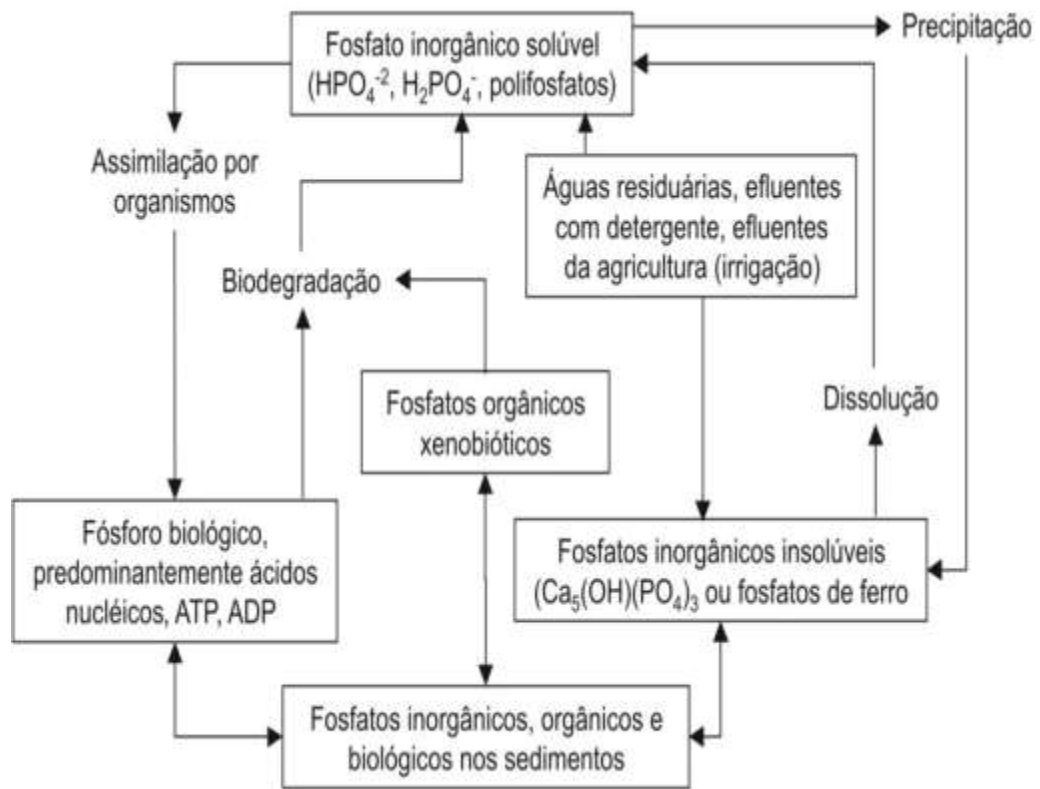 Fosfato inorgânico solúvel
(HPO₄⁻², H₂PO₄⁻, polifosfatos)
Precipitação
Assimilação por
organismos
Águas residuárias, efluentes
com detergente, efluentes
da agricultura (irrigação)
Biodegradação
Fosfatos orgânicos
xenobióticos
Dissolução
Fósforo biológico,
predominantemente ácidos
nucléicos, ATP, ADP
Fosfatos inorgânicos insolúveis
(Ca₅(OH)(PO₄)₃ ou fosfatos de ferro
Fosfatos inorgânicos, orgânicos e
biológicos nos sedimentos